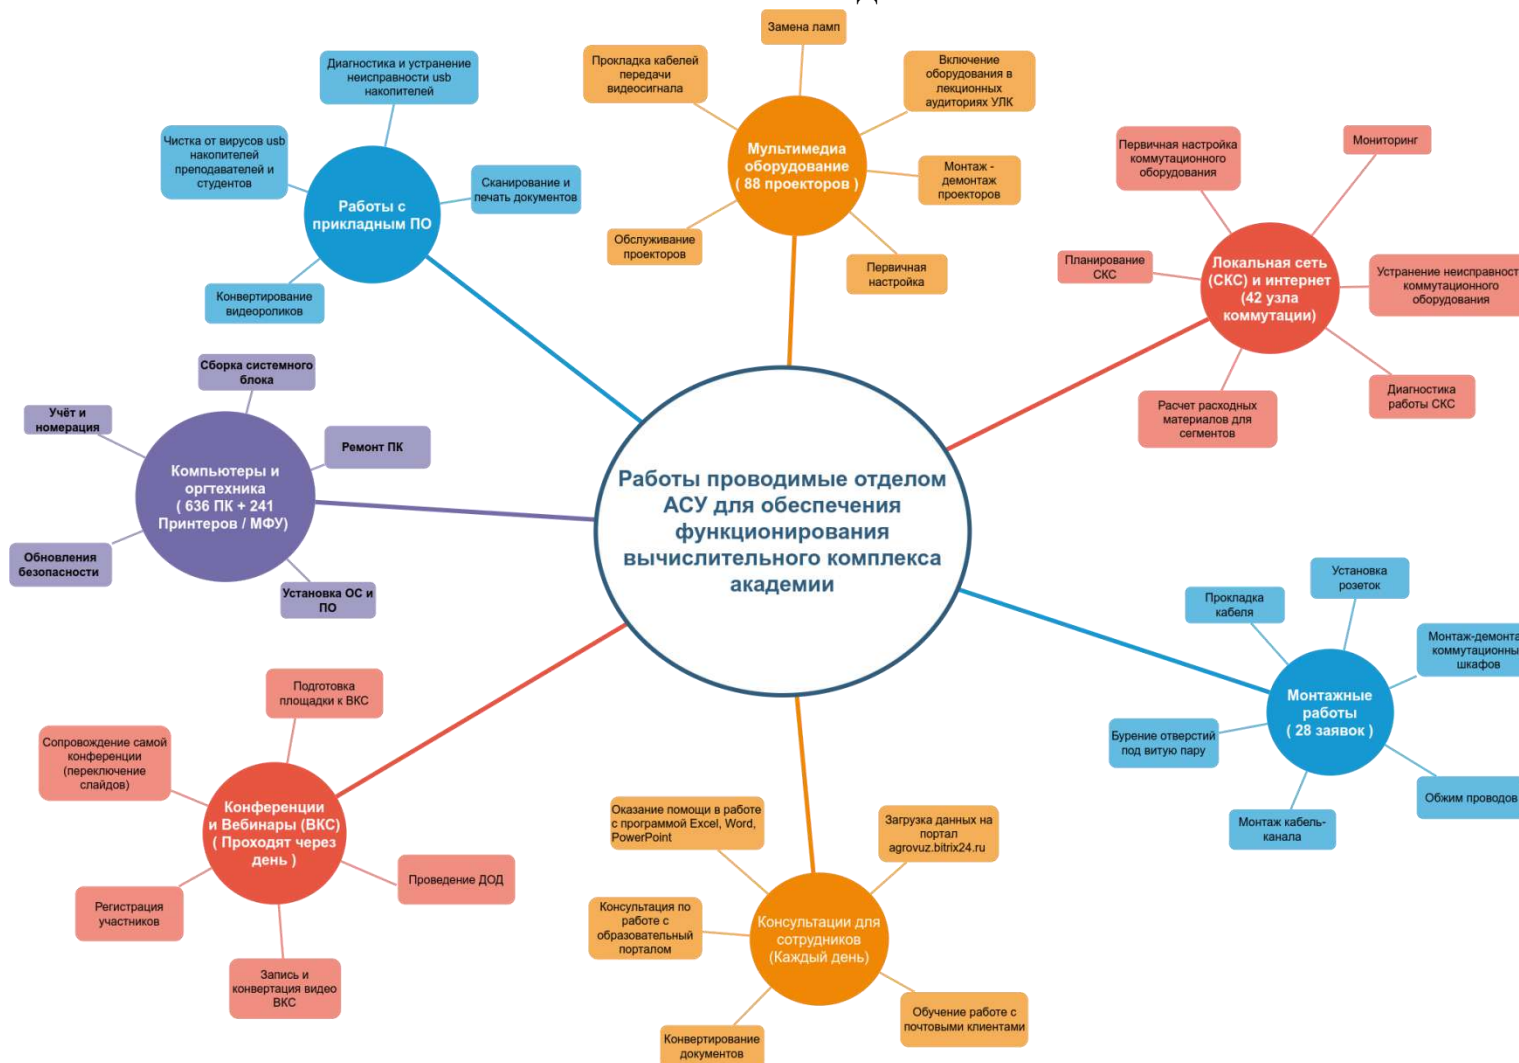 Д
Замена ламп
Прокладка кабелей
передачи
видеосигнала
Включение
оборудования в
лекционных
аудиториях УЛК
Мультимедиа
оборудование
( 88 проекторов )
Монтаж -
демонтаж
проекторов
Обслуживание
проекторов
Первичная
настройка
Диагностика и устранение
неисправности usb
накопителей
Чистка от вирусов usb
накопителей
преподавателей и
студентов
Сканирование и
печать документов
Работы с
прикладным ПО
Конвертирование
видеороликов
Первичная настройка
коммутационного
оборудования
Мониторинг
Планирование
СКС
Локальная сеть
(СКС) и интернет
(42 узла
коммутации)
Устранение неисправност
коммутационного
оборудования
Расчет расходных
материалов для
сегментов
Диагностика
работы СКС
Сборка системного
блока
Учёт и
номерация
Ремонт ПК
Компьютеры и
оргтехника
( 636 ПК + 241
Принтеров / МФУ)
Обновления
безопасности
Установка ОС и
ПО
Работы проводимые отделом
АСУ для обеспечения
функционирования
вычислительного комплекса
академии
Установка
розеток
Прокладка
кабеля
Монтаж-демонта
коммутационны
шкафов
Монтажные
работы
( 28 заявок )
Бурение отверстий
под витую пару
Обжим проводов
Монтаж кабель-
канала
Подготовка
площадки к ВКС
Сопровождение самой
конференции
(переключение
слайдов)
Конференции
и Вебинары (ВКС)
( Проходят через
день )
Проведение ДОД
Регистрация
участников
Запись и
конвертация видео
ВКС
Оказание помощи в работе
с программой Excel, Word,
PowerPoint
Загрузка данных на
портал
agrovuz.bitrix24.ru
Консультация по
работе с
образовательный
порталом
Консультации для
сотрудников
(Каждый день)
Обучение работе с
почтовыми клиентами
Конвертирование
документов